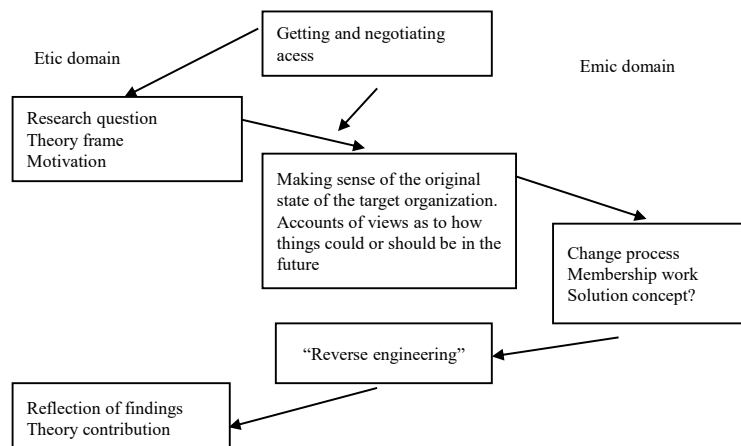 Getting and negotiating
acess
Etic domain
Emic domain
Research question
Theory frame
Motivation
Making sense of the original
state of the target organization.
Accounts of views as to how
things could or should be in the
future
Change process
Membership work
Solution concept?
“Reverse engineering”
Reflection of findings
Theory contribution